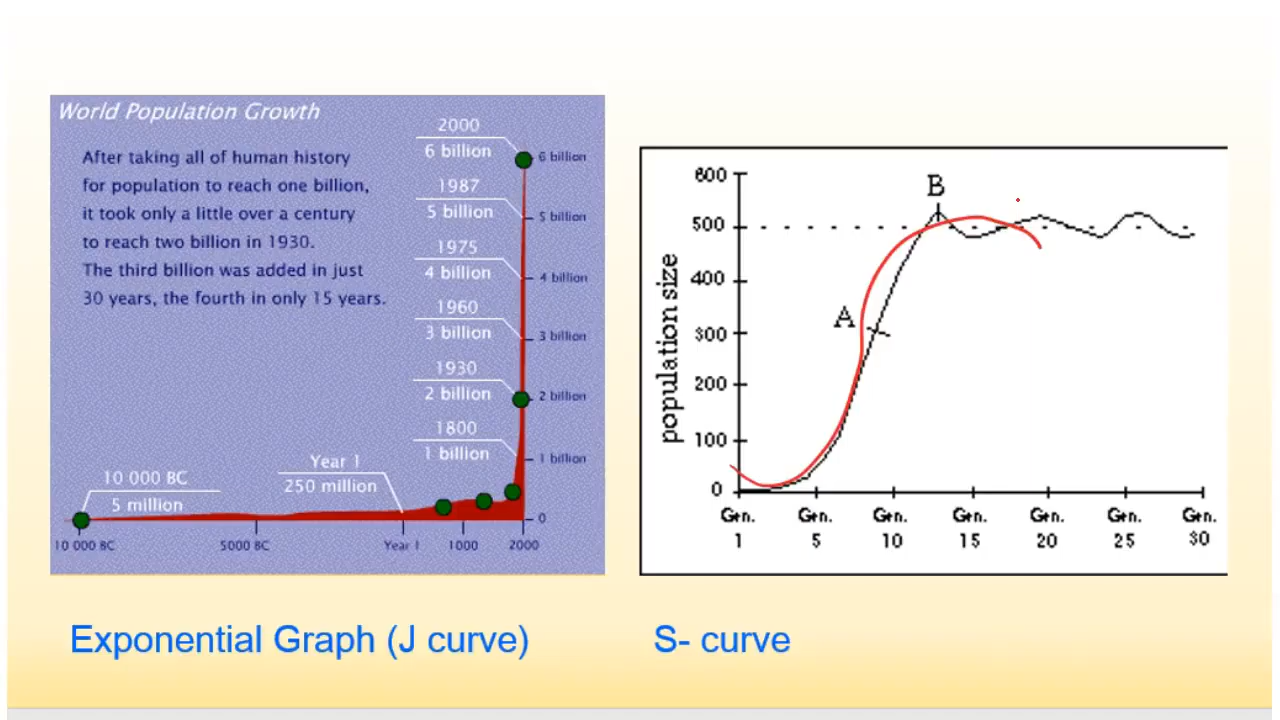 World Population Growth
After taking all of human history
for population to reach one billion,
it took only a little over a century
to reach two billion in 1930.
The third billion was added in just
30 years, the fourth in only 15 years.
2000
6 billion
1987
5 billion
1975
4 billion
1960
3 billion
1930
2 billion
1800
1 billion
Year 1
250 million
10 000 BC
5 million
6 billion
5 billion
4 billion
3 billion
2 billion
1 billion
0
10 000 BC
5000 BC
Year 1
1000
2000
population size
600
500
400
300
200
100
0
A
B
Gen. Gen. Gen. Gen. Gen. Gen. Gen.
1 5 10 15 20 25 30
Exponential Graph (J curve)
S- curve